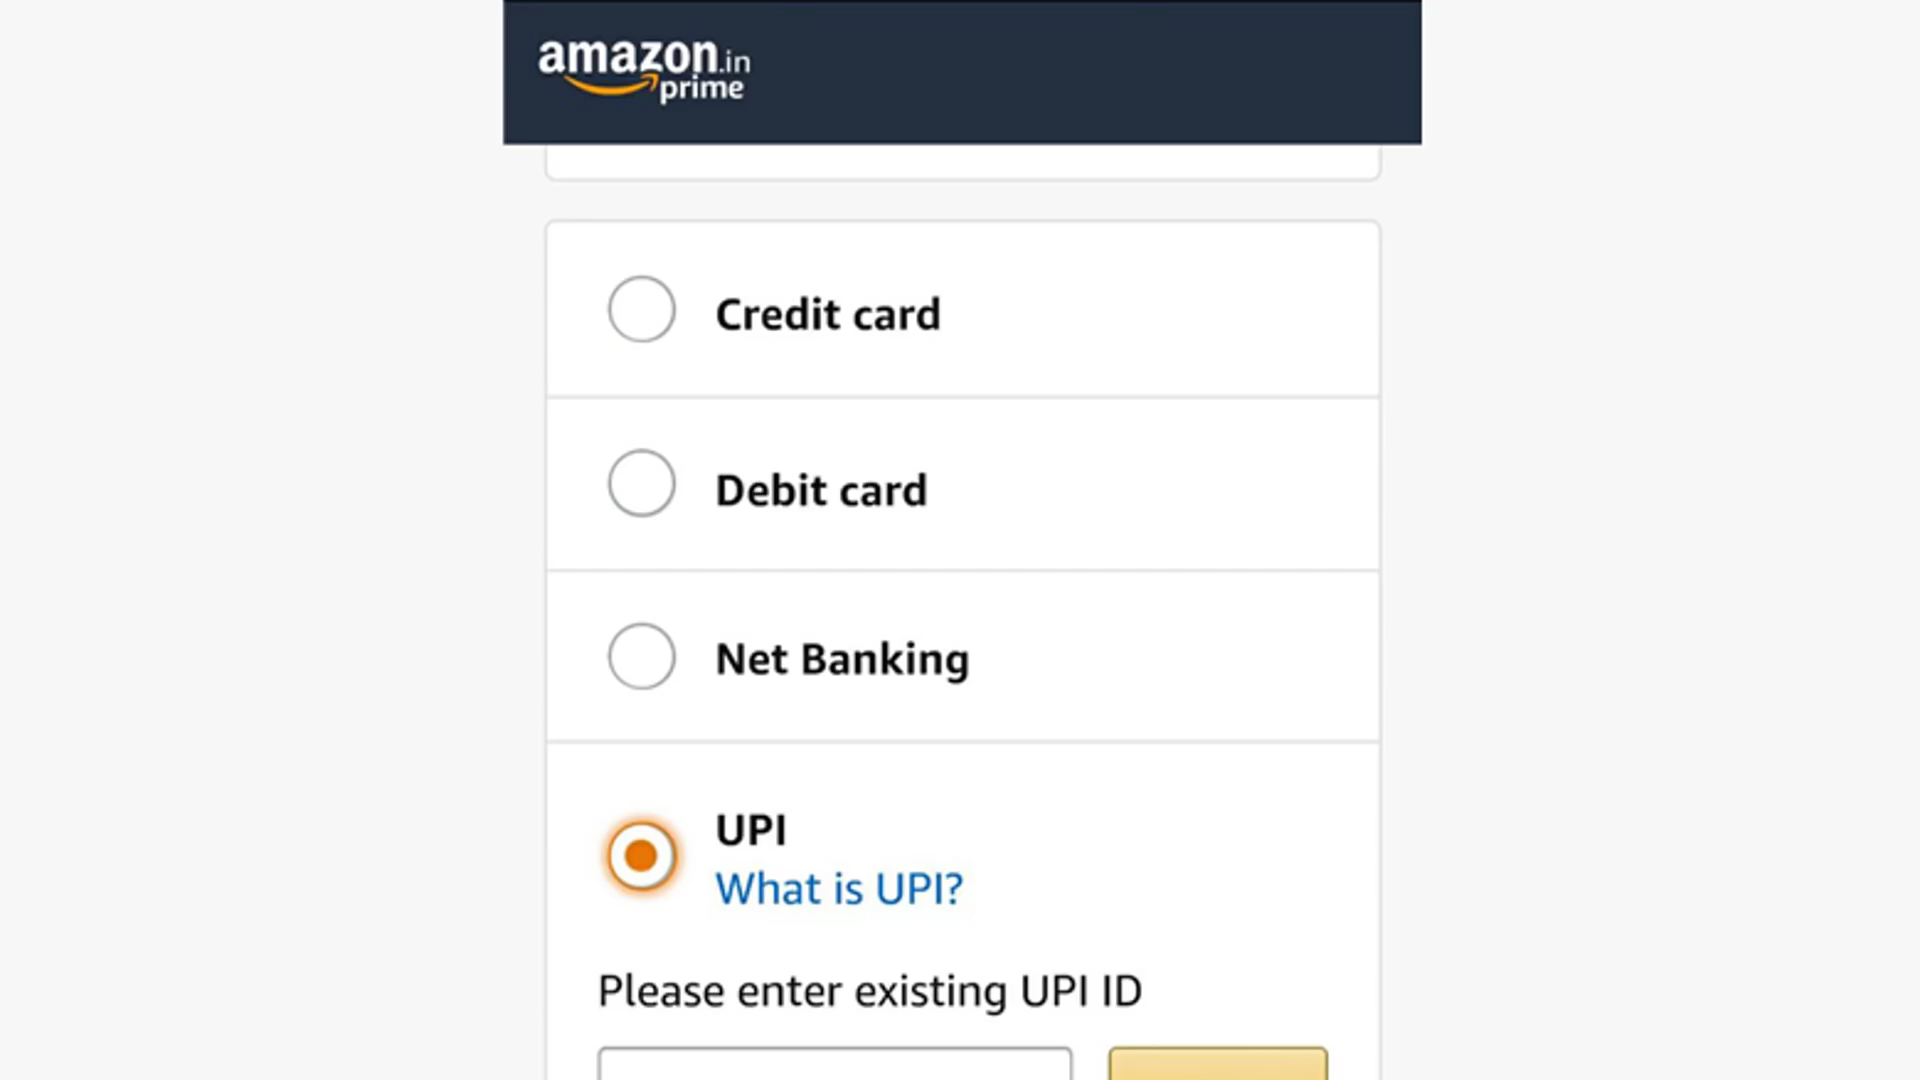 amazon.in
prime
Credit card
Debit card
Net Banking
UPI
What is UPI?
Please enter existing UPI ID